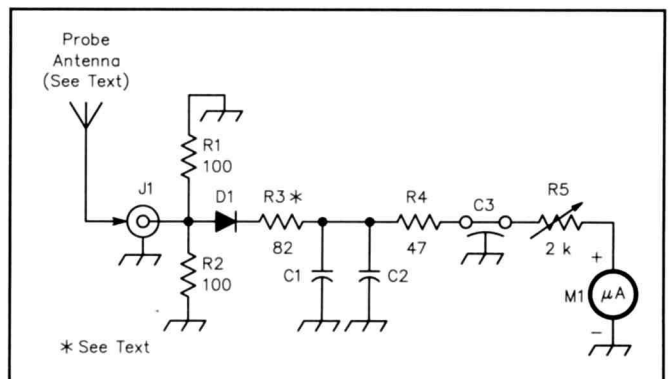 Probe
Antenna
(See Text)
J1
R1
100
R2
100
D1
R3*
82
C1
C2
R4
47
C3
R5
2 k
+
M1
μA
−
* See Text